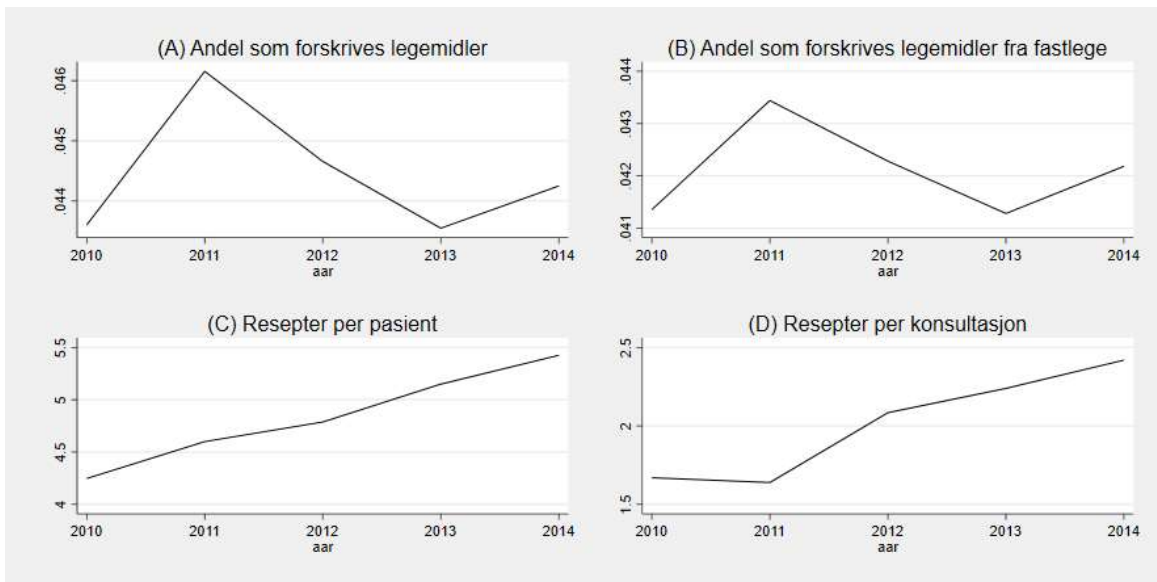 (A) Andel som forskrives legemidler
.046
.045
.044
2010 2011 2012 2013 2014
aar
(B) Andel som forskrives legemidler fra fastlege
.044
.043
.042
.041
2010 2011 2012 2013 2014
aar
(C) Resepter per pasient
5.5
5
4.5
4
2010 2011 2012 2013 2014
aar
(D) Resepter per konsultasjon
2.5
2
1.5
2010 2011 2012 2013 2014
aar